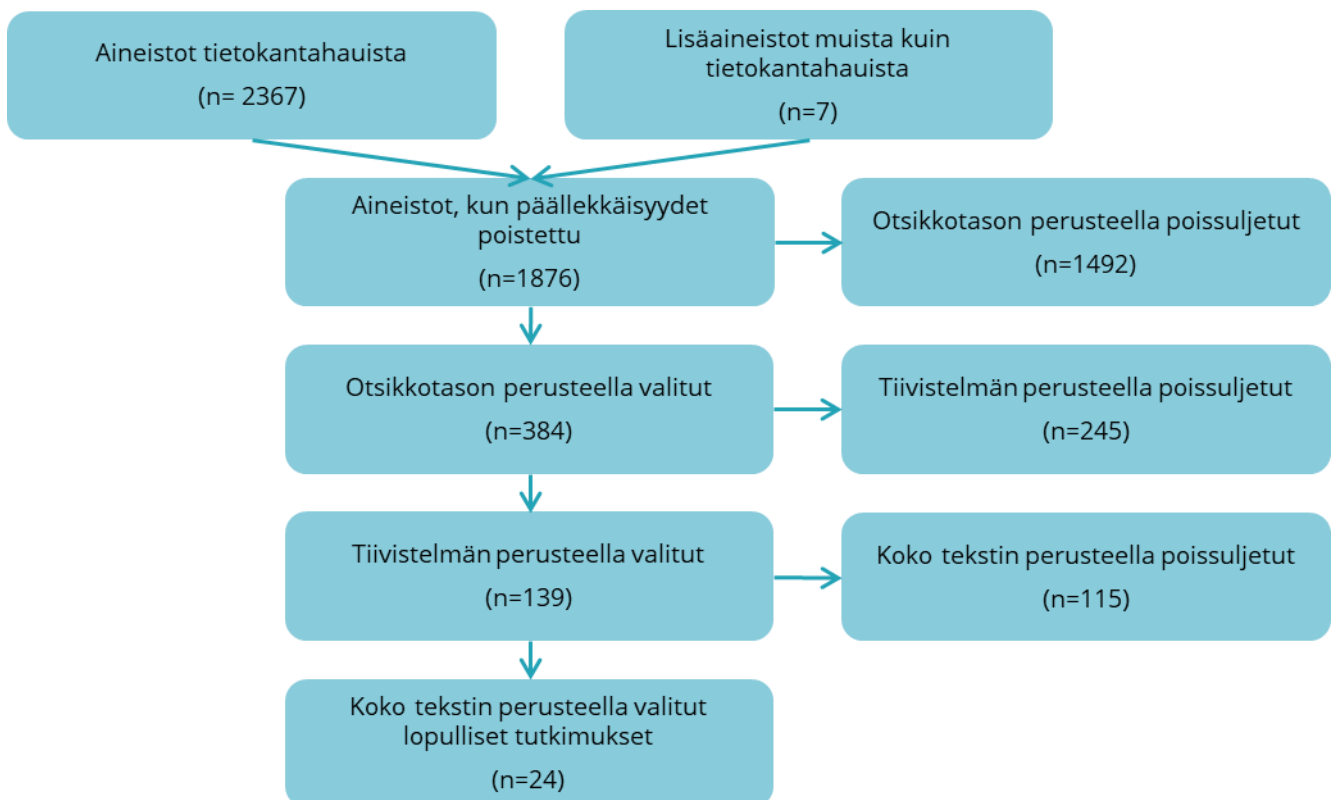 Aineistot tietokantahauista
(n= 2367)
Lisäaineistot muista kuin
tietokantahauista
(n=7)
Aineistot, kun päällekkäisyydet
poistettu
(n=1876)
Otsikkotason perusteella poissuljetut
(n=1492)
Otsikkotason perusteella valitut
(n=384)
Tiivistelmän perusteella poissuljetut
(n=245)
Tiivistelmän perusteella valitut
(n=139)
Koko tekstin perusteella poissuljetut
(n=115)
Koko tekstin perusteella valitut
lopulliset tutkimukset
(n=24)